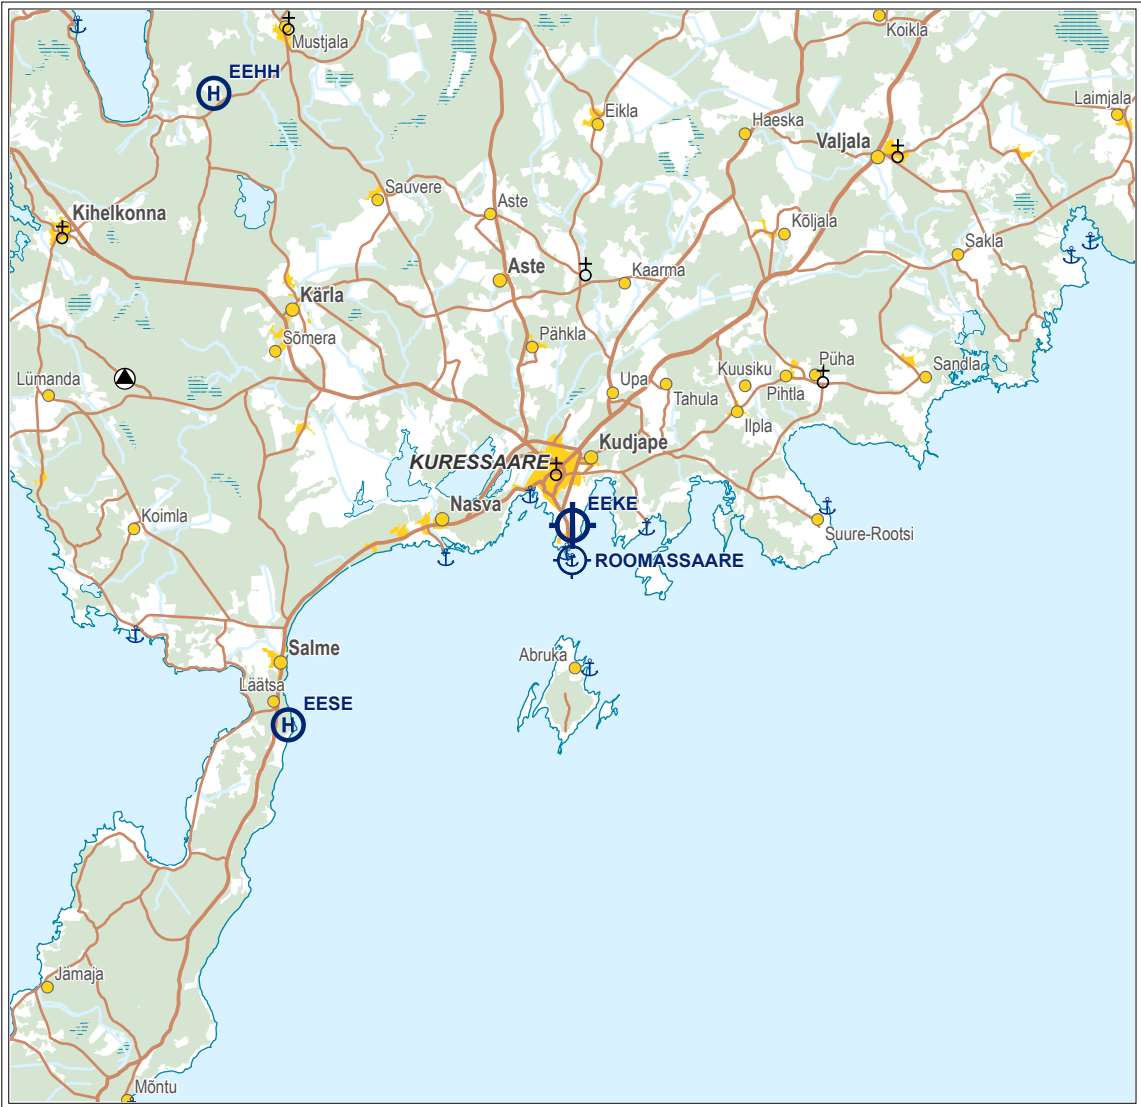 Koikla
Mustjala
EEHH
H
Laimjala
Eikla
Haeska
Valjala
Sauvere
Aste
Kihelkonna
Kõljala
Sakla
Aste
Kaarma
Kärla
Sõmera
Pähkla
Püha
Sandla
Lümanda
Upa
Kuusiku
Pihtla
Tahula
Ilpla
Kudjape
KURESSAARE
Nasva
EEKE
Koimla
Suure-Rootsi
ROOMASSAARE
Salme
Abruka
Läätsa
EESE
H
Jämaja
Mõntu